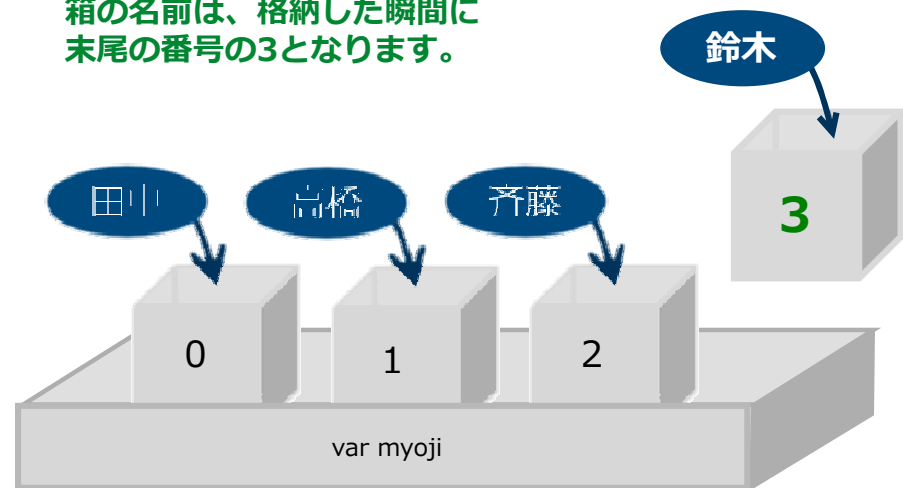 箱の名前は、格納した瞬間に
末尾の番号の3となります。
鈴木
田中
高橋
斉藤
3
0
1
2
var myoji